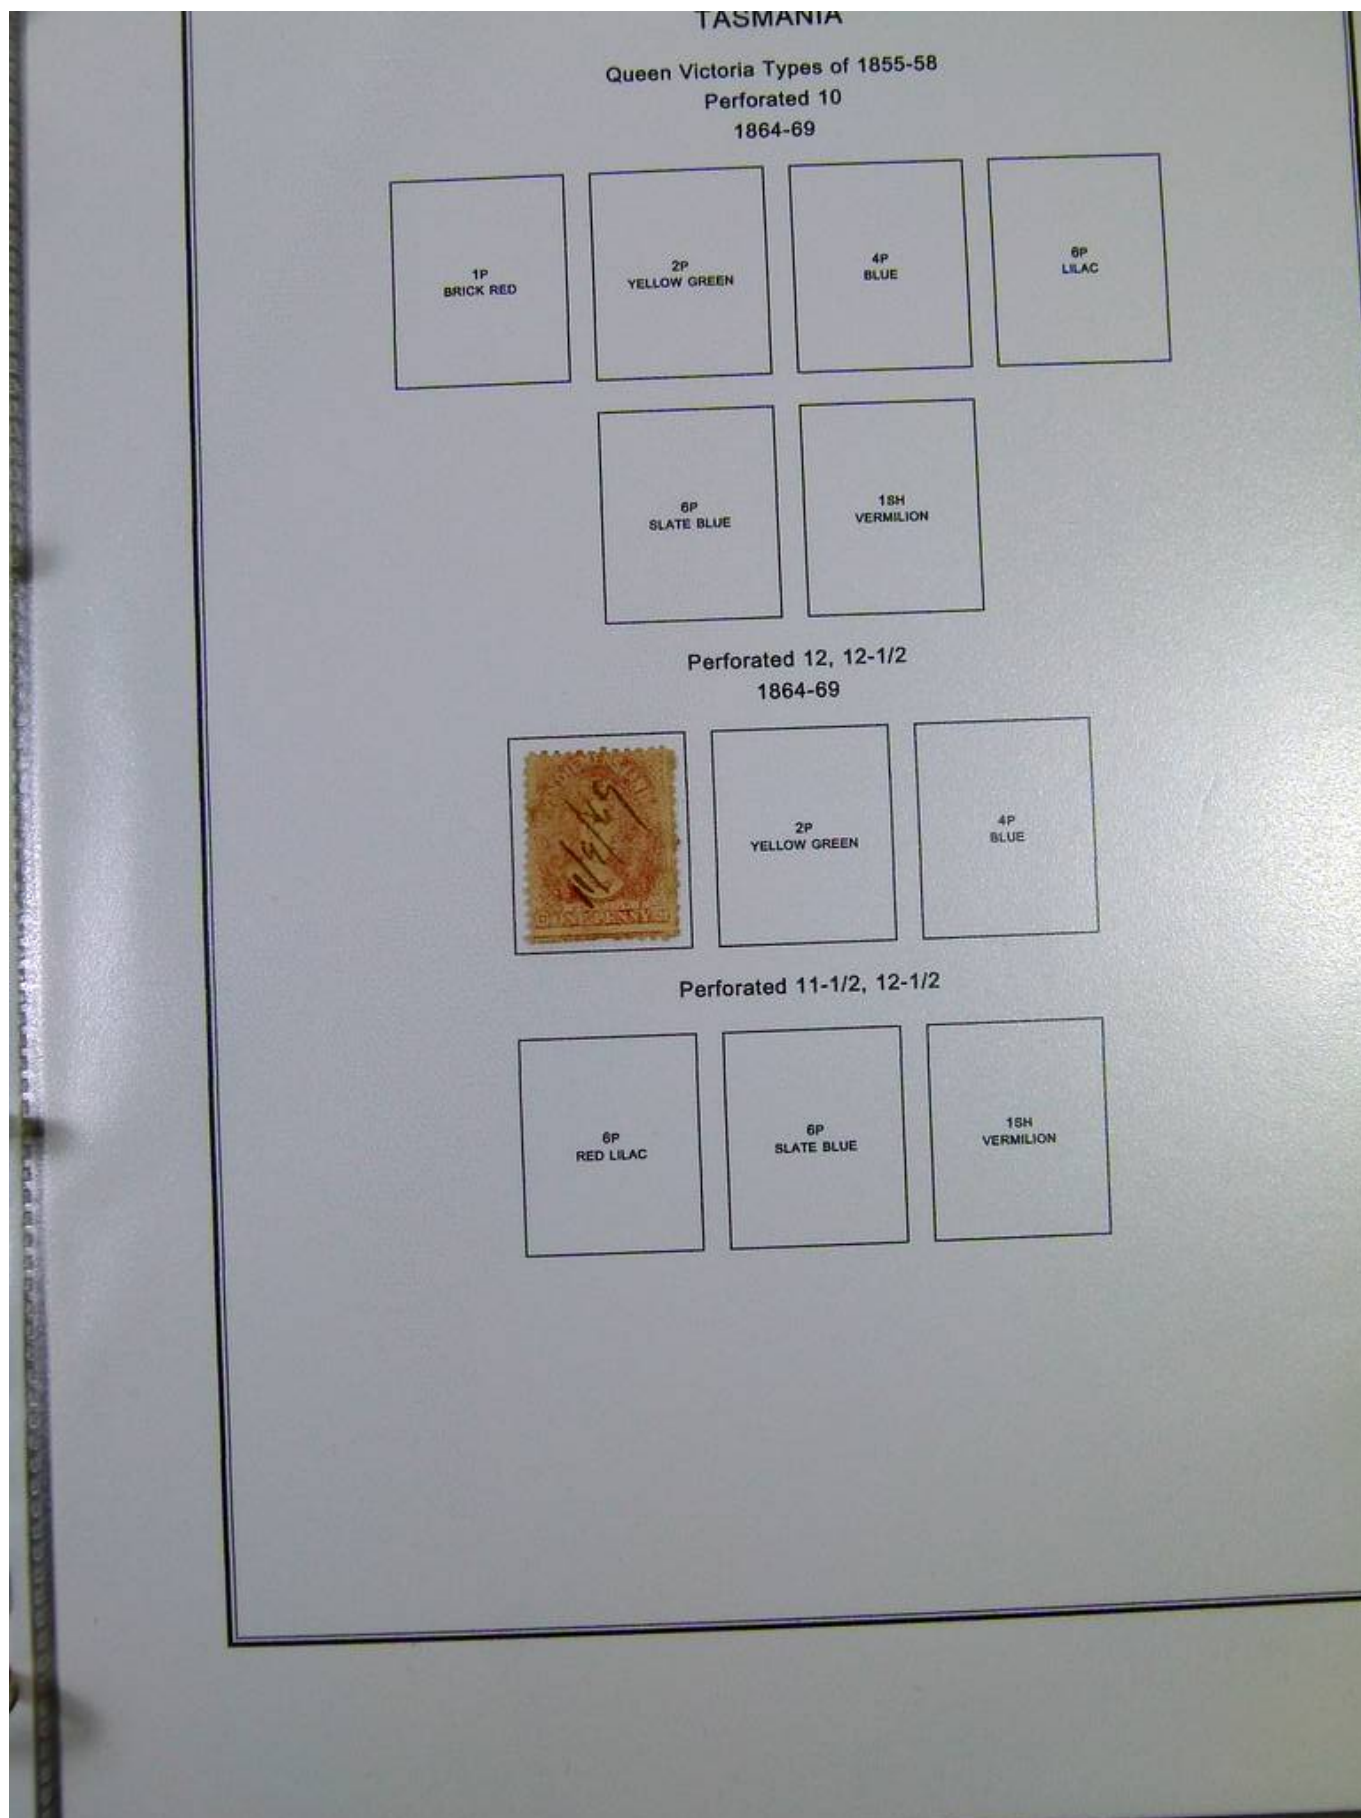 TASMANIA
Queen Victoria Types of 1855-58
Perforated 10
1864-69
1P
BRICK RED
2P
YELLOW GREEN
4P
BLUE
6P
LILAC
6P
SLATE BLUE
1SH
VERMILION
Perforated 12, 12-1/2
1864-69
ONE PENNY
2P
YELLOW GREEN
4P
BLUE
Perforated 11-1/2, 12-1/2
6P
RED LILAC
6P
SLATE BLUE
1SH
VERMILION